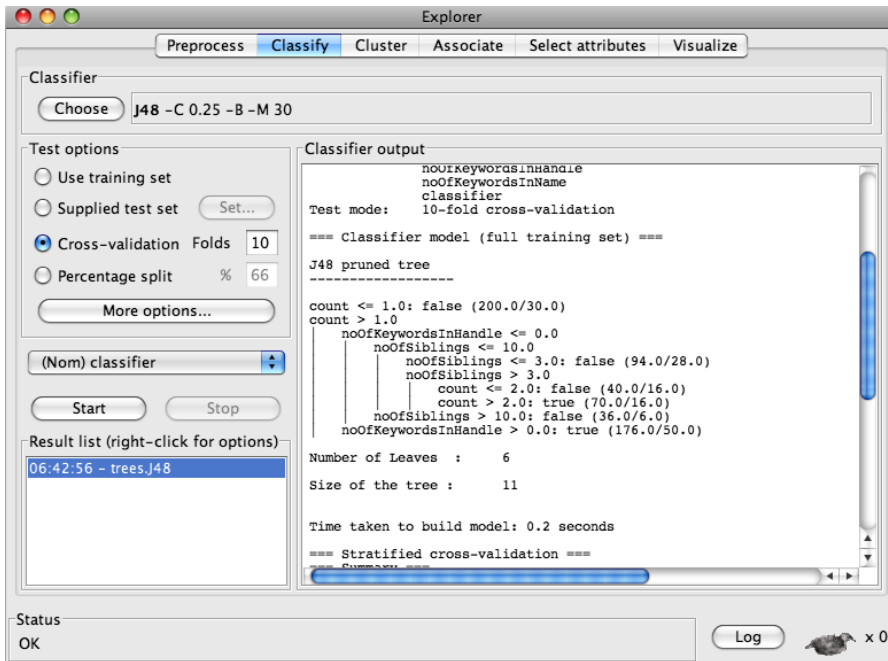 Explorer
Preprocess Classify Cluster Associate Select attributes Visualize
Classifier
Choose J48 -C 0.25 -B -M 30
Test options
Use training set
Supplied test set Set...
Cross-validation Folds 10
Percentage split % 66
More options...
(Nom) classifier
Start Stop
Result list (right-click for options)
06:42:56 - trees.J48
Classifier output
noOfKeywordsInHandle
noOfKeywordsInName
classifier
Test mode: 10-fold cross-validation
=== Classifier model (full training set) ===
J48 pruned tree
------------------
count <= 1.0: false (200.0/30.0)
count > 1.0
| noOfKeywordsInHandle <= 0.0
| | noOfSiblings <= 10.0
| | | noOfSiblings <= 3.0: false (94.0/28.0)
| | | noOfSiblings > 3.0
| | | | count <= 2.0: false (40.0/16.0)
| | | | count > 2.0: true (70.0/16.0)
| | noOfSiblings > 10.0: false (36.0/6.0)
| noOfKeywordsInHandle > 0.0: true (176.0/50.0)
Number of Leaves : 6
Size of the tree : 11
Time taken to build model: 0.2 seconds
=== Stratified cross-validation ===
=== Summary ===
Status
OK
Log x 0